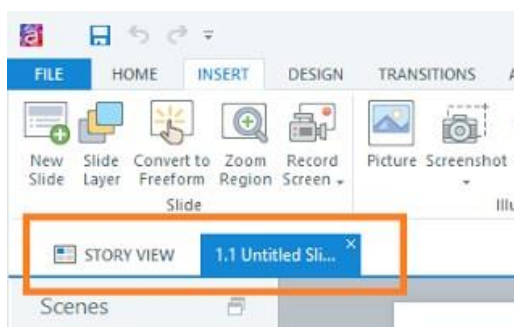 FILE HOME INSERT DESIGN TRANSITIONS
New Slide Convert to Zoom Record Picture Screenshot
Slide Layer Freeform Region Screen
Slide
STORY VIEW 1.1 Untitled Sli...
Scenes